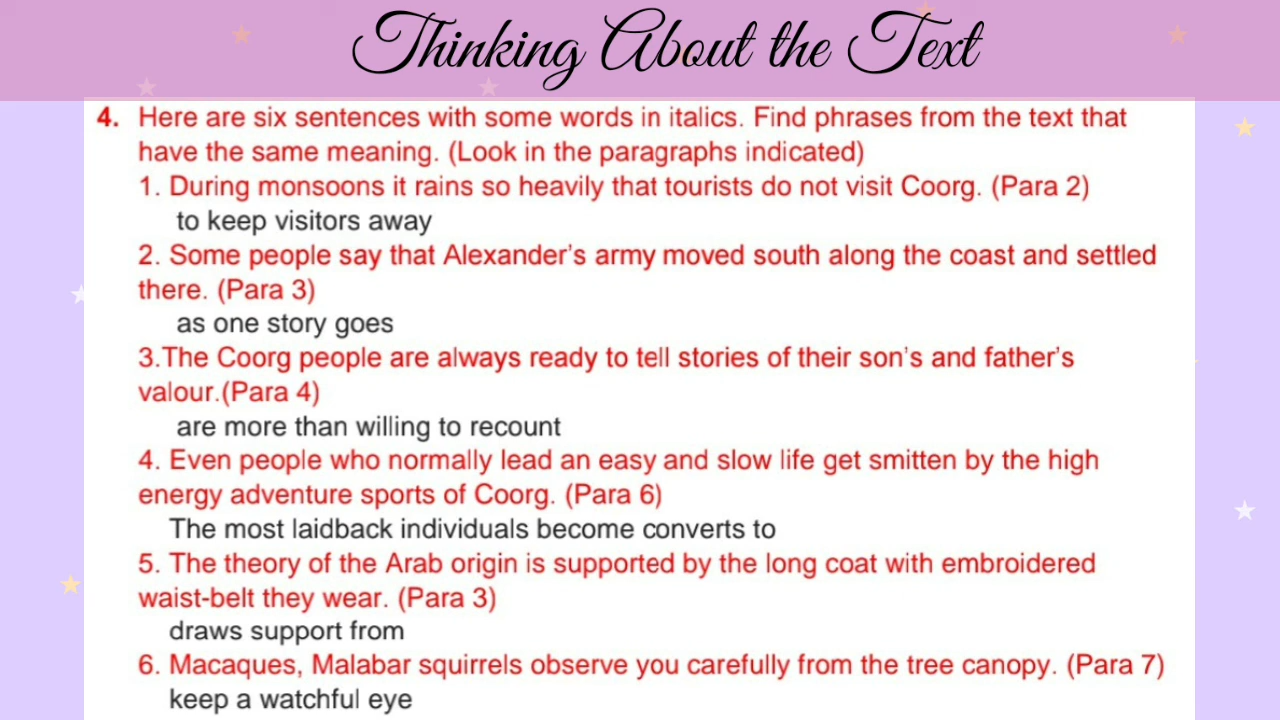 Thinking About the Text
4. Here are six sentences with some words in italics. Find phrases from the text that
have the same meaning. (Look in the paragraphs indicated)
1. During monsoons it rains so heavily that tourists do not visit Coorg. (Para 2)
to keep visitors away
2. Some people say that Alexander's army moved south along the coast and settled
there. (Para 3)
as one story goes
3.The Coorg people are always ready to tell stories of their son's and father's
valour.(Para 4)
are more than willing to recount
4. Even people who normally lead an easy and slow life get smitten by the high
energy adventure sports of Coorg. (Para 6)
The most laidback individuals become converts to
5. The theory of the Arab origin is supported by the long coat with embroidered
waist-belt they wear. (Para 3)
draws support from
6. Macaques, Malabar squirrels observe you carefully from the tree canopy. (Para 7)
keep a watchful eye